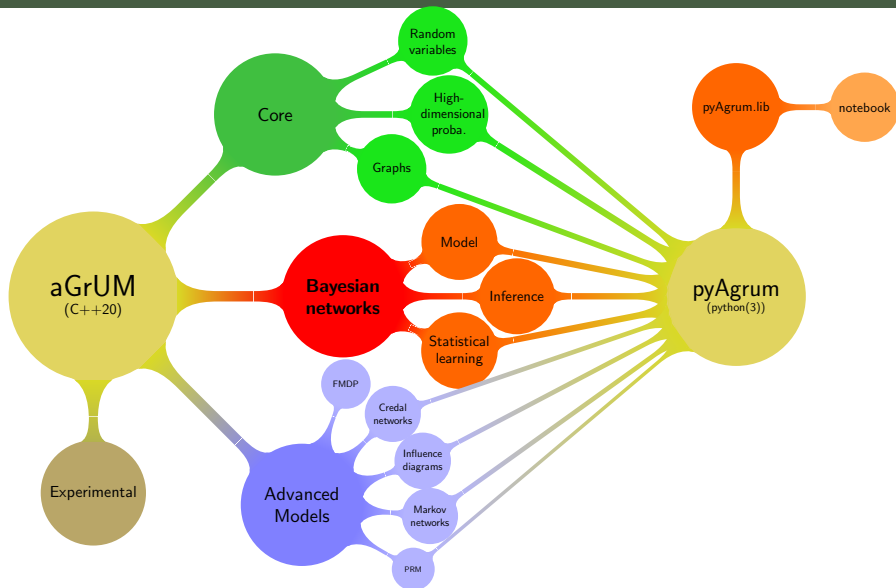 Random
variables
Core
High-
dimensional
proba.
Graphs
pyAgrum.lib
notebook
aGrUM
(C++20)
Bayesian
networks
Model
Inference
Statistical
learning
pyAgrum
(python(3))
FMDP
Credal
networks
Influence
diagrams
Experimental
Advanced
Models
Markov
networks
PRM